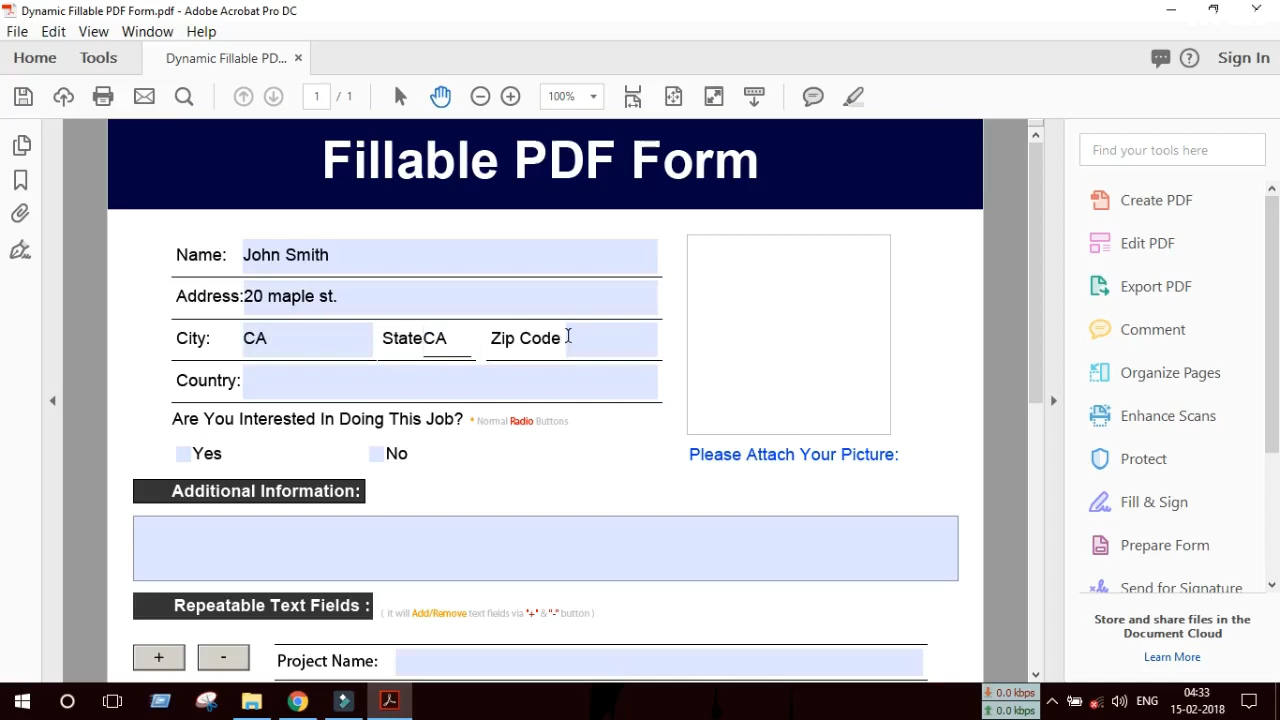 Dynamic Fillable PDF Form.pdf - Adobe Acrobat Pro DC
File Edit View Window Help
Home Tools Dynamic Fillable PD... × Sign In
1 / 1 100%
Find your tools here
Fillable PDF Form
Name: John Smith
Address: 20 maple st.
City: CA State CA Zip Code
Country:
Are You Interested In Doing This Job? * Normal Radio Buttons
Yes No
Please Attach Your Picture:
Additional Information:
Repeatable Text Fields :
( it will Add/Remove text fields via "+" & "-" button )
+ - Project Name:
Create PDF
Edit PDF
Export PDF
Comment
Organize Pages
Enhance Scans
Protect
Fill & Sign
Prepare Form
Send for Signature
Store and share files in the
Document Cloud
Learn More
0.0 kbps
0.0 kbps
ENG
04:33
15-02-2018